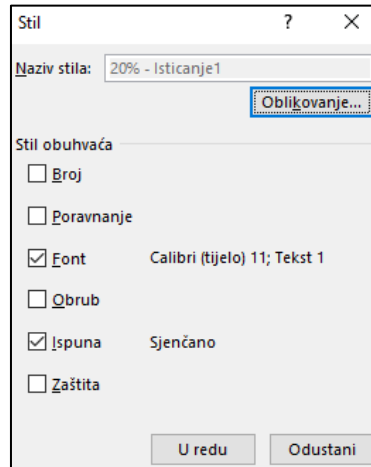 Stil ?
Naziv stila: 20% - Isticanje1
Oblikovanje...
Stil obuhvaća
Broj
Poravnanje
Font Calibri (tijelo) 11; Tekst 1
Obrub
Ispuna Sjenčano
Zaštita
U redu Odustani